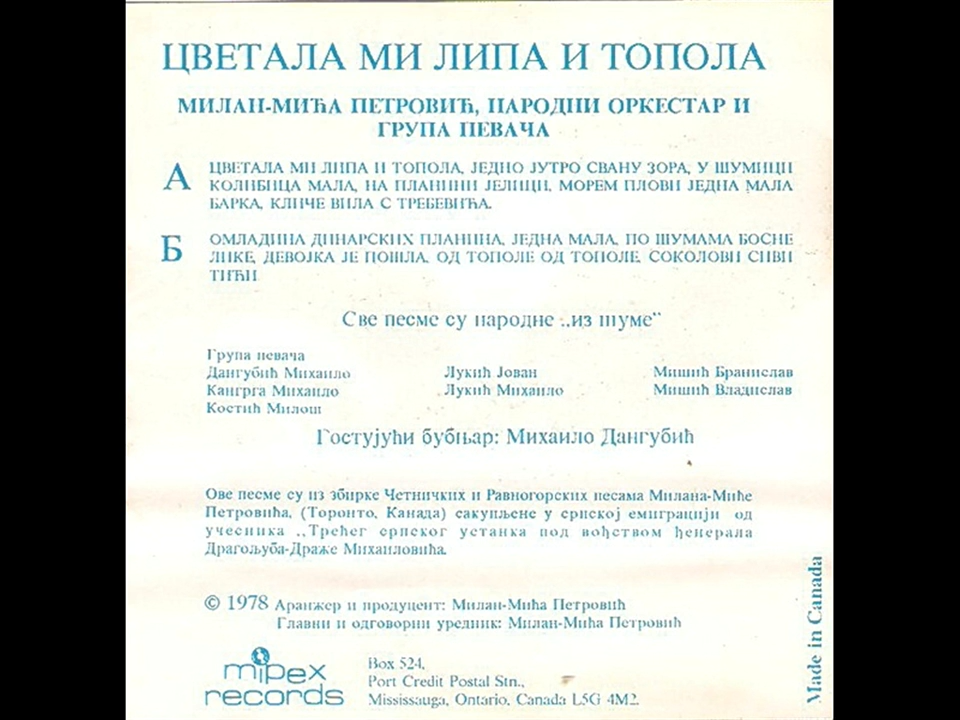 ЦВЕТАЛА МИ ЛИПА И ТОПОЛА
МИЛАН-МИЋА ПЕТРОВИЋ, НАРОДНИ ОРКЕСТАР И
ГРУПА ПЕВАЧА
А ЦВЕТАЛА МИ ЛИПА И ТОПОЛА, ЈЕДНО ЈУТРО СВАНУ ЗОРА, У ШУМИЦИ
КОЛИБИЦА МАЛА, НА ПЛАНИНИ ЈЕЛИЦИ, МОРЕМ ПЛОВИ ЈЕДНА МАЛА
БАРКА, КЛИЧЕ ВИЛА С ТРЕБЕВИЋА.
Б ОМЛАДИНА ДИНАРСКИХ ПЛАНИНА, ЈЕДНА МАЛА, ПО ШУМАМА БОСНЕ
ЛИКЕ, ДЕВОЈКА ЈЕ ПОШЛА, ОД ТОПОЛЕ ОД ТОПОЛЕ, СОКОЛОВИ СИВИ
ТИЋИ
Све песме су народне „из шуме"
Група певача
Дангубић Михаило Лукић Јован Мишић Бранислав
Кангрга Михаило Лукић Михаило Мишић Владислав
Костић Милош
Гостујући бубњар: Михаило Дангубић
Ове песме су из збирке Четничких и Равногорских песама Милана-Миће
Петровића, (Торонто, Канада) сакупљене у српској емиграцији од
учесника ,,Трећег српског устанка под вођством ђенерала
Драгољуба-Драже Михаиловића.
© 1978 Аранжер и продуцент: Милан-Мића Петровић
Главни и одговорни уредник: Милан-Мића Петровић
mipex
records
Box 524,
Port Credit Postal Stn.,
Mississauga, Ontario, Canada L5G 4M2.
Made in Canada